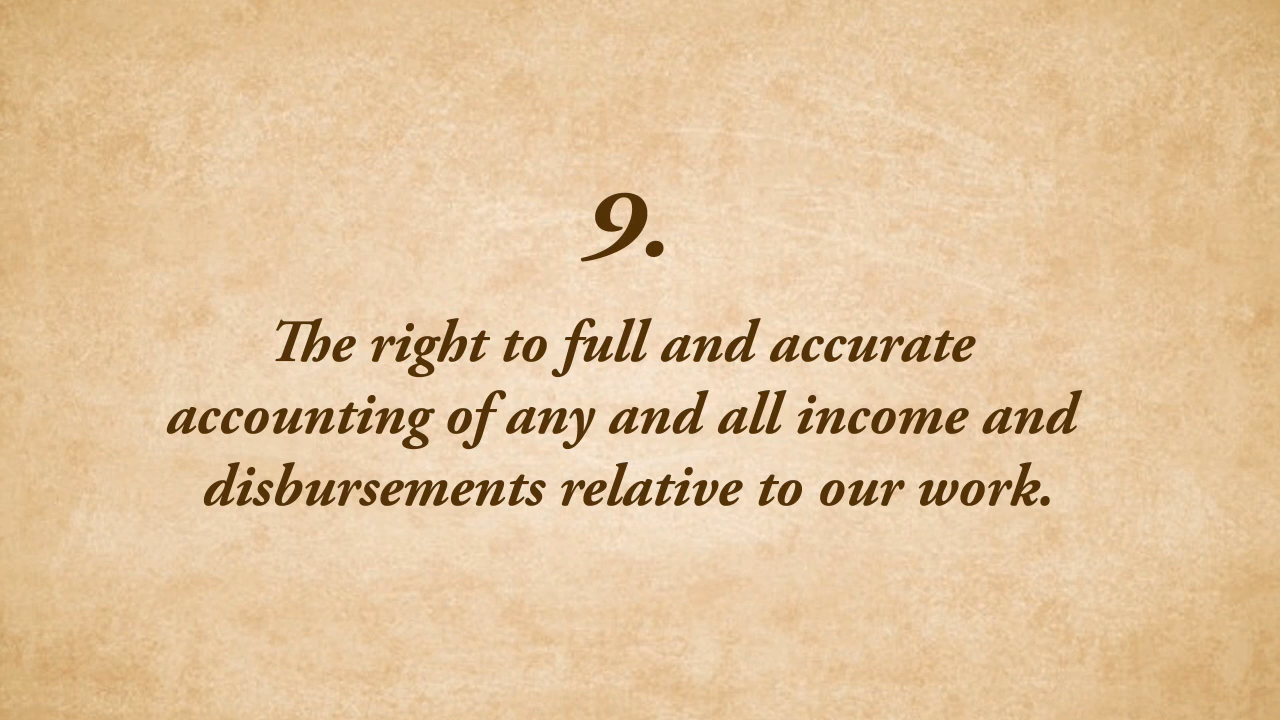 9.
The right to full and accurate
accounting of any and all income and
disbursements relative to our work.